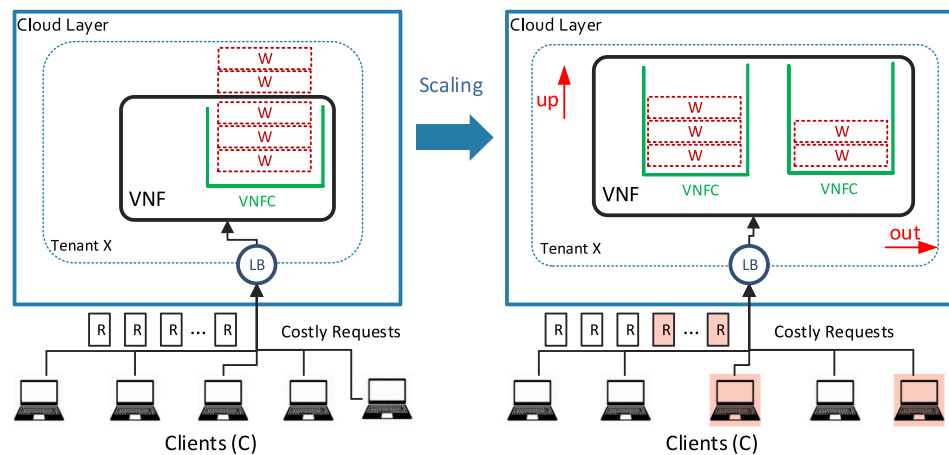 Cloud Layer
W
W
W
W
W
VNFC
VNF
Tenant X
LB
R R R ... R
Costly Requests
Clients (C)
Scaling
Cloud Layer
up
W
W
W
VNFC
W
W
VNFC
VNF
out
Tenant X
LB
R R R R ... R
Costly Requests
Clients (C)